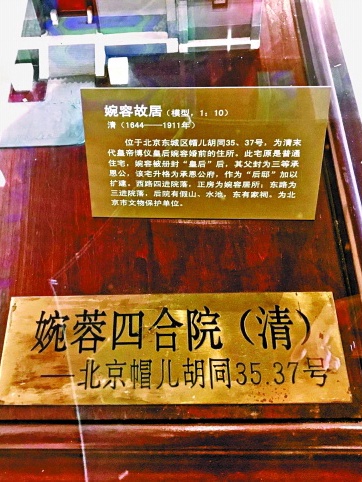 婉容故居（模型，1：10）
清（1644——1911年）
位于北京东城区帽儿胡同35、37号，为清末
代皇帝博仪皇后婉容婚前的住所。此宅原是普通
住宅，婉容被册封“皇后”后，其父封为三等承
恩公，该宅升格为承恩公府，作为“后邸”加以
扩建。西路四进院落，正房为婉容居所；东路为
三进院落，后院有假山、水池，东有家祠。为北
京市文物保护单位。
婉蓉四合院（清）
—北京帽儿胡同35.37号